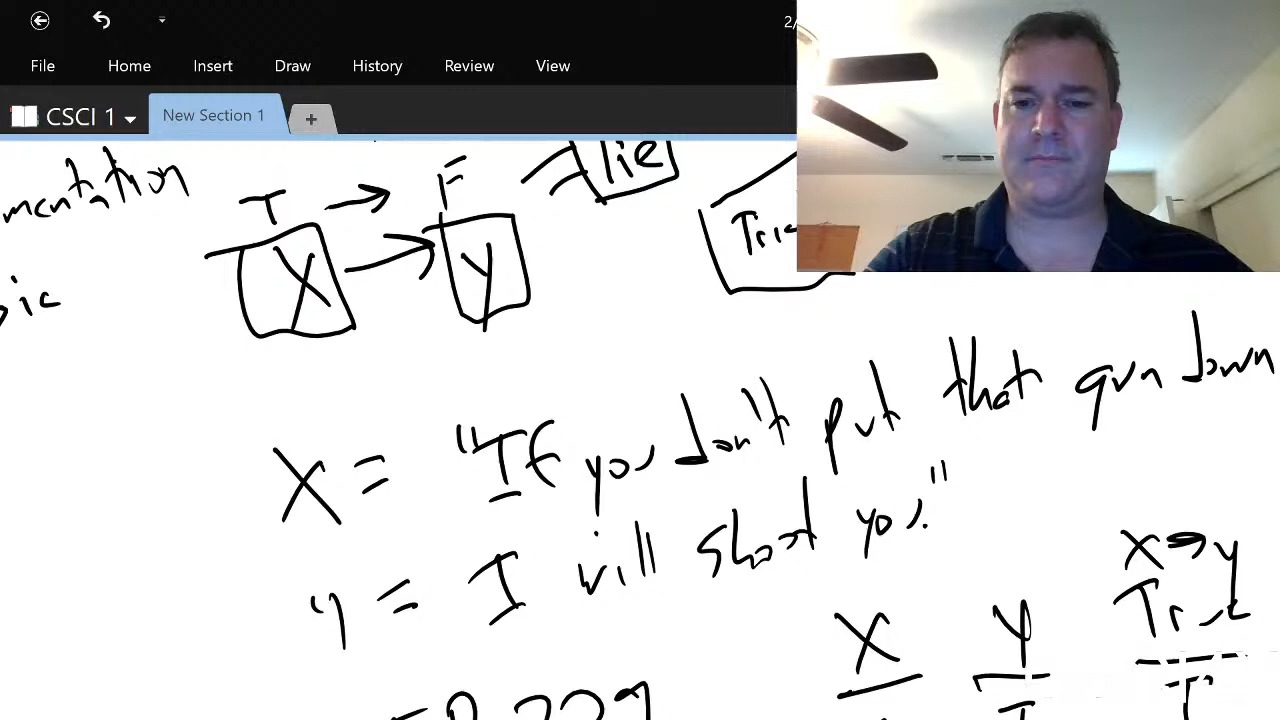 2/
File Home Insert Draw History Review View
CSCI 1 New Section 1 +
mentation
T → F = lie
X → Y
X = "If you don't put that gun down
Y = I will shoot you."
X → Y
True
X Y
T T